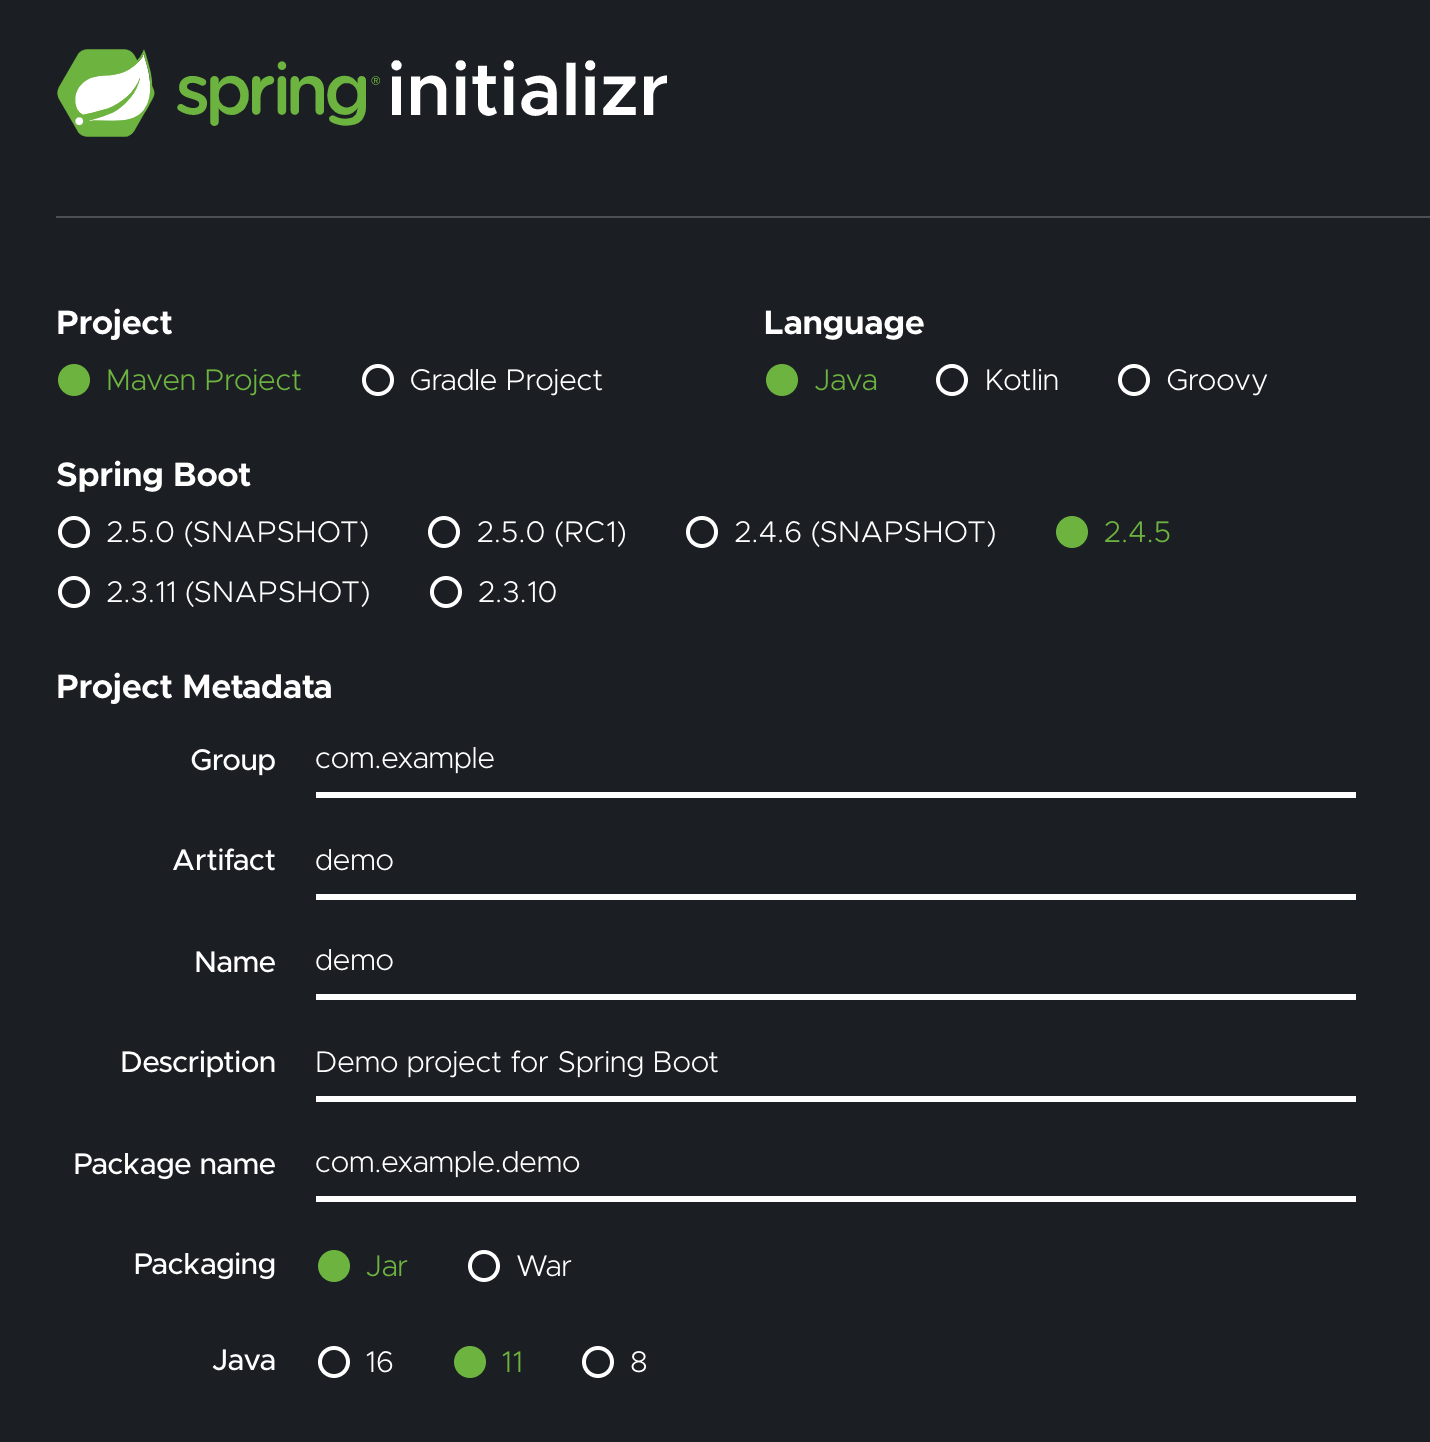 spring® initializr
Project
Language
Maven Project Gradle Project
Java Kotlin Groovy
Spring Boot
2.5.0 (SNAPSHOT) 2.5.0 (RC1) 2.4.6 (SNAPSHOT) 2.4.5
2.3.11 (SNAPSHOT) 2.3.10
Project Metadata
Group com.example
Artifact demo
Name demo
Description Demo project for Spring Boot
Package name com.example.demo
Packaging Jar War
Java 16 11 8